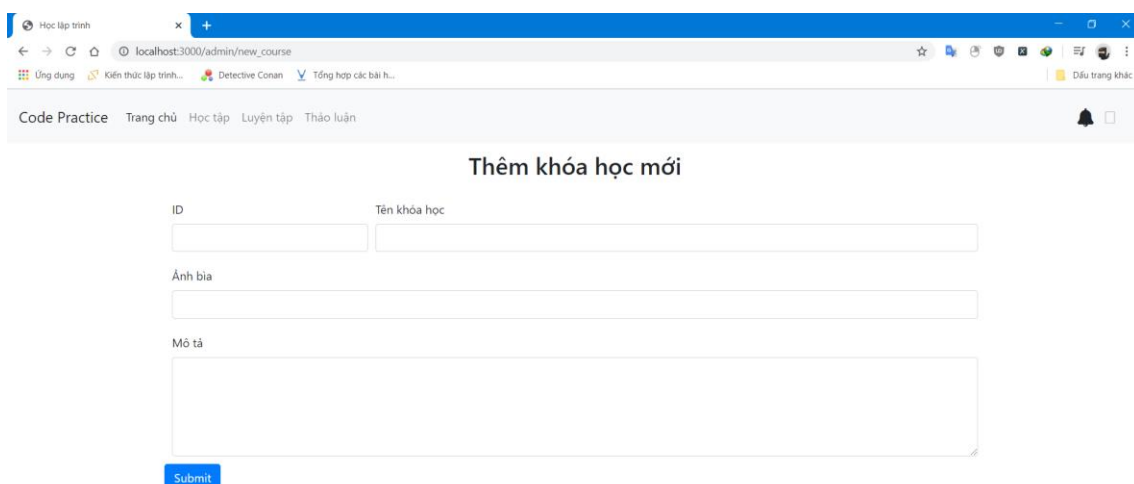 Học lập trình
localhost:3000/admin/new_course
Ứng dụng Kiến thức lập trình... Detective Conan Tổng hợp các bài h... Dấu trang khác
Code Practice Trang chủ Học tập Luyện tập Thảo luận
Thêm khóa học mới
ID Tên khóa học
Ảnh bìa
Mô tả
Submit